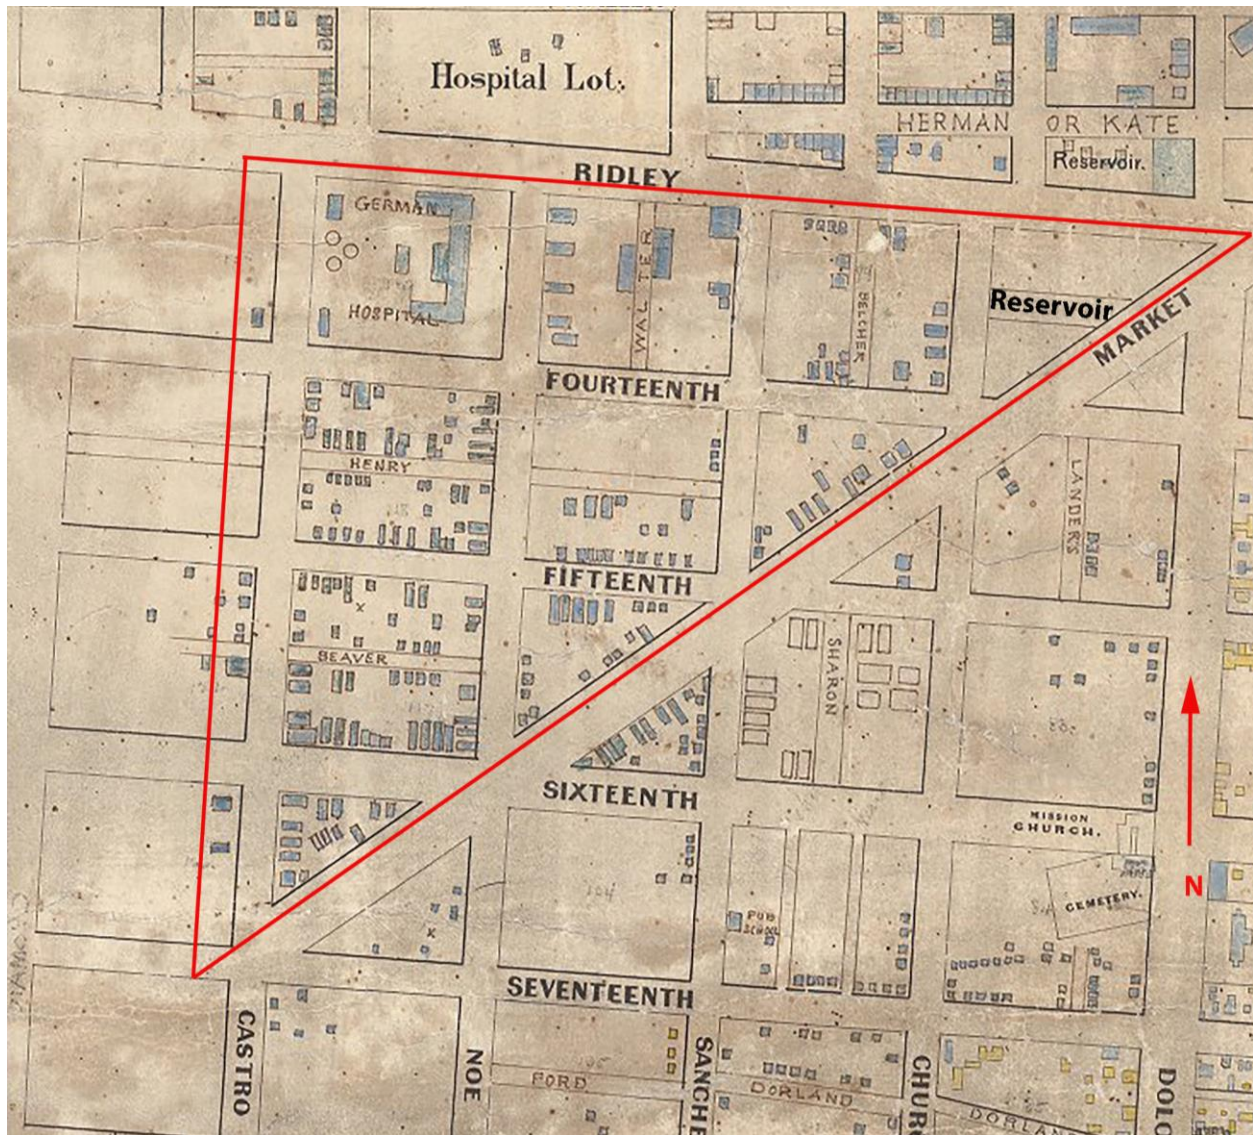 Hospital Lot.
HERMAN OR KATE
Reservoir.
RIDLEY
GERMAN
HOSPITAL
WALTER
BELCHER
Reservoir
MARKET
FOURTEENTH
HENRY
LANDERS
FIFTEENTH
BEAVER
SHARON
SIXTEENTH
MISSION
CHURCH.
CEMETERY.
N
PUB
SCHOOL
SEVENTEENTH
CASTRO
NOE
SANCHE
CHUR
DOLC
FORD
DORLAND
DORLAN